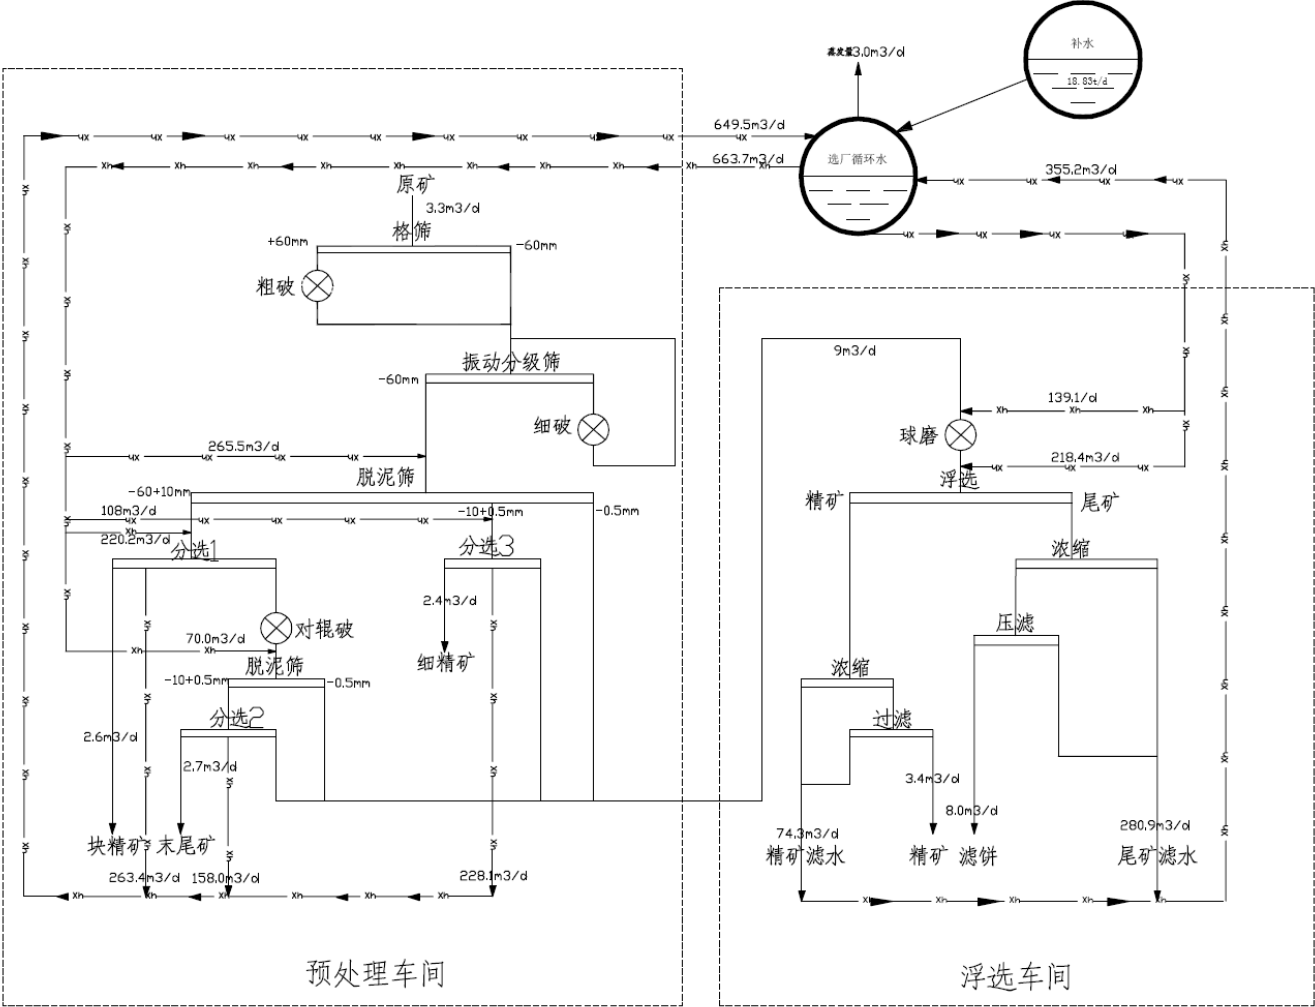 补水
18.83t/d
蒸发量3.0m3/d
649.5m3/d
选厂循环水
663.7m3/d
355.2m3/d
原矿
3.3m3/d
格筛
+60mm
-60mm
粗破
振动分级筛
-60mm
细破
9m3/d
139.1/d
球磨
218.4m3/d
浮选
精矿
尾矿
265.5m3/d
脱泥筛
-60+10mm
-10+0.5mm
-0.5mm
108m3/d
220.2m3/d
分选1
分选3
浓缩
2.4m3/d
细精矿
对辊破
70.0m3/d
脱泥筛
-10+0.5mm
-0.5mm
分选2
压滤
浓缩
过滤
2.6m3/d
2.7m3/d
3.4m3/d
8.0m3/d
74.3m3/d
280.9m3/d
块精矿
末尾矿
精矿滤水
精矿
滤饼
尾矿滤水
263.4m3/d
158.0m3/d
228.1m3/d
预处理车间
浮选车间